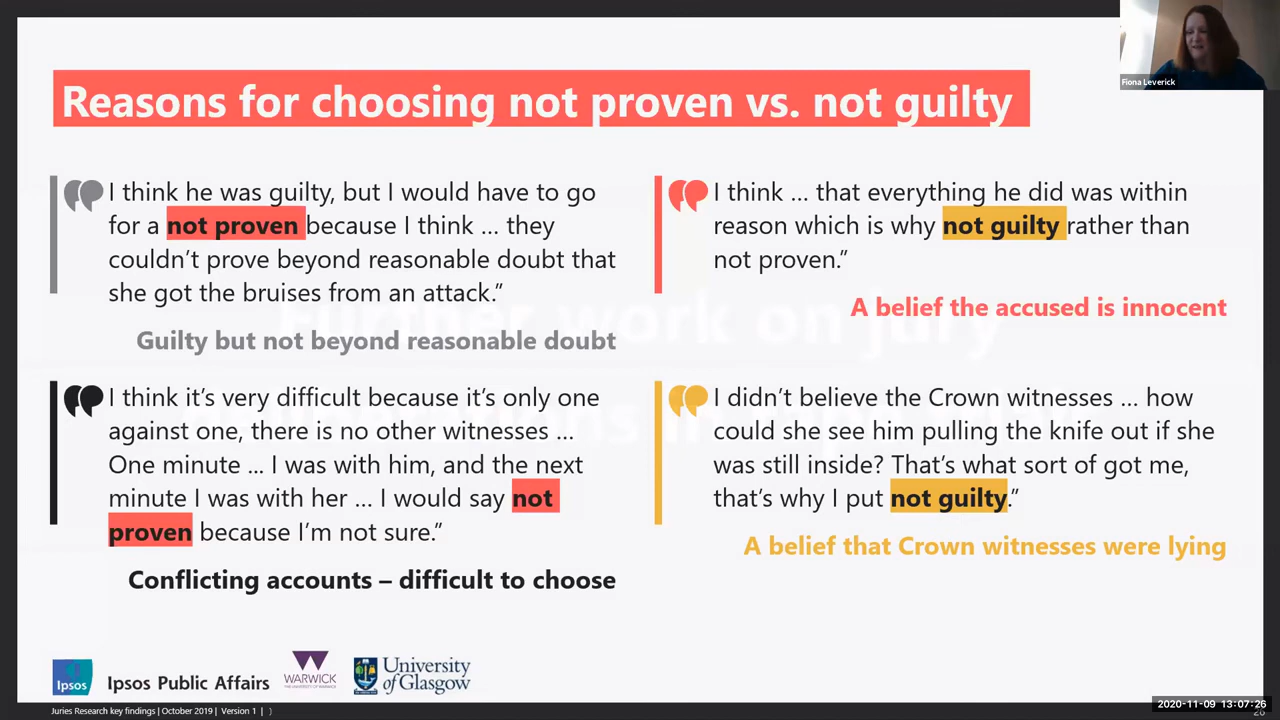 Fiona Leverick
Reasons for choosing not proven vs. not guilty
I think he was guilty, but I would have to go
for a not proven because I think ... they
couldn’t prove beyond reasonable doubt that
she got the bruises from an attack.”
Guilty but not beyond reasonable doubt
I think ... that everything he did was within
reason which is why not guilty rather than
not proven.”
A belief the accused is innocent
I think it’s very difficult because it’s only one
against one, there is no other witnesses ...
One minute ... I was with him, and the next
minute I was with her ... I would say not
proven because I’m not sure.”
Conflicting accounts – difficult to choose
I didn’t believe the Crown witnesses ... how
could she see him pulling the knife out if she
was still inside? That’s what sort of got me,
that’s why I put not guilty.”
A belief that Crown witnesses were lying
Further work on jury
deliberations in
Ipsos
Ipsos Public Affairs
WARWICK
THE UNIVERSITY OF WARWICK
University
of Glasgow
Juries Research key findings | October 2019 | Version 1 | )
2020-11-09 13:07:26